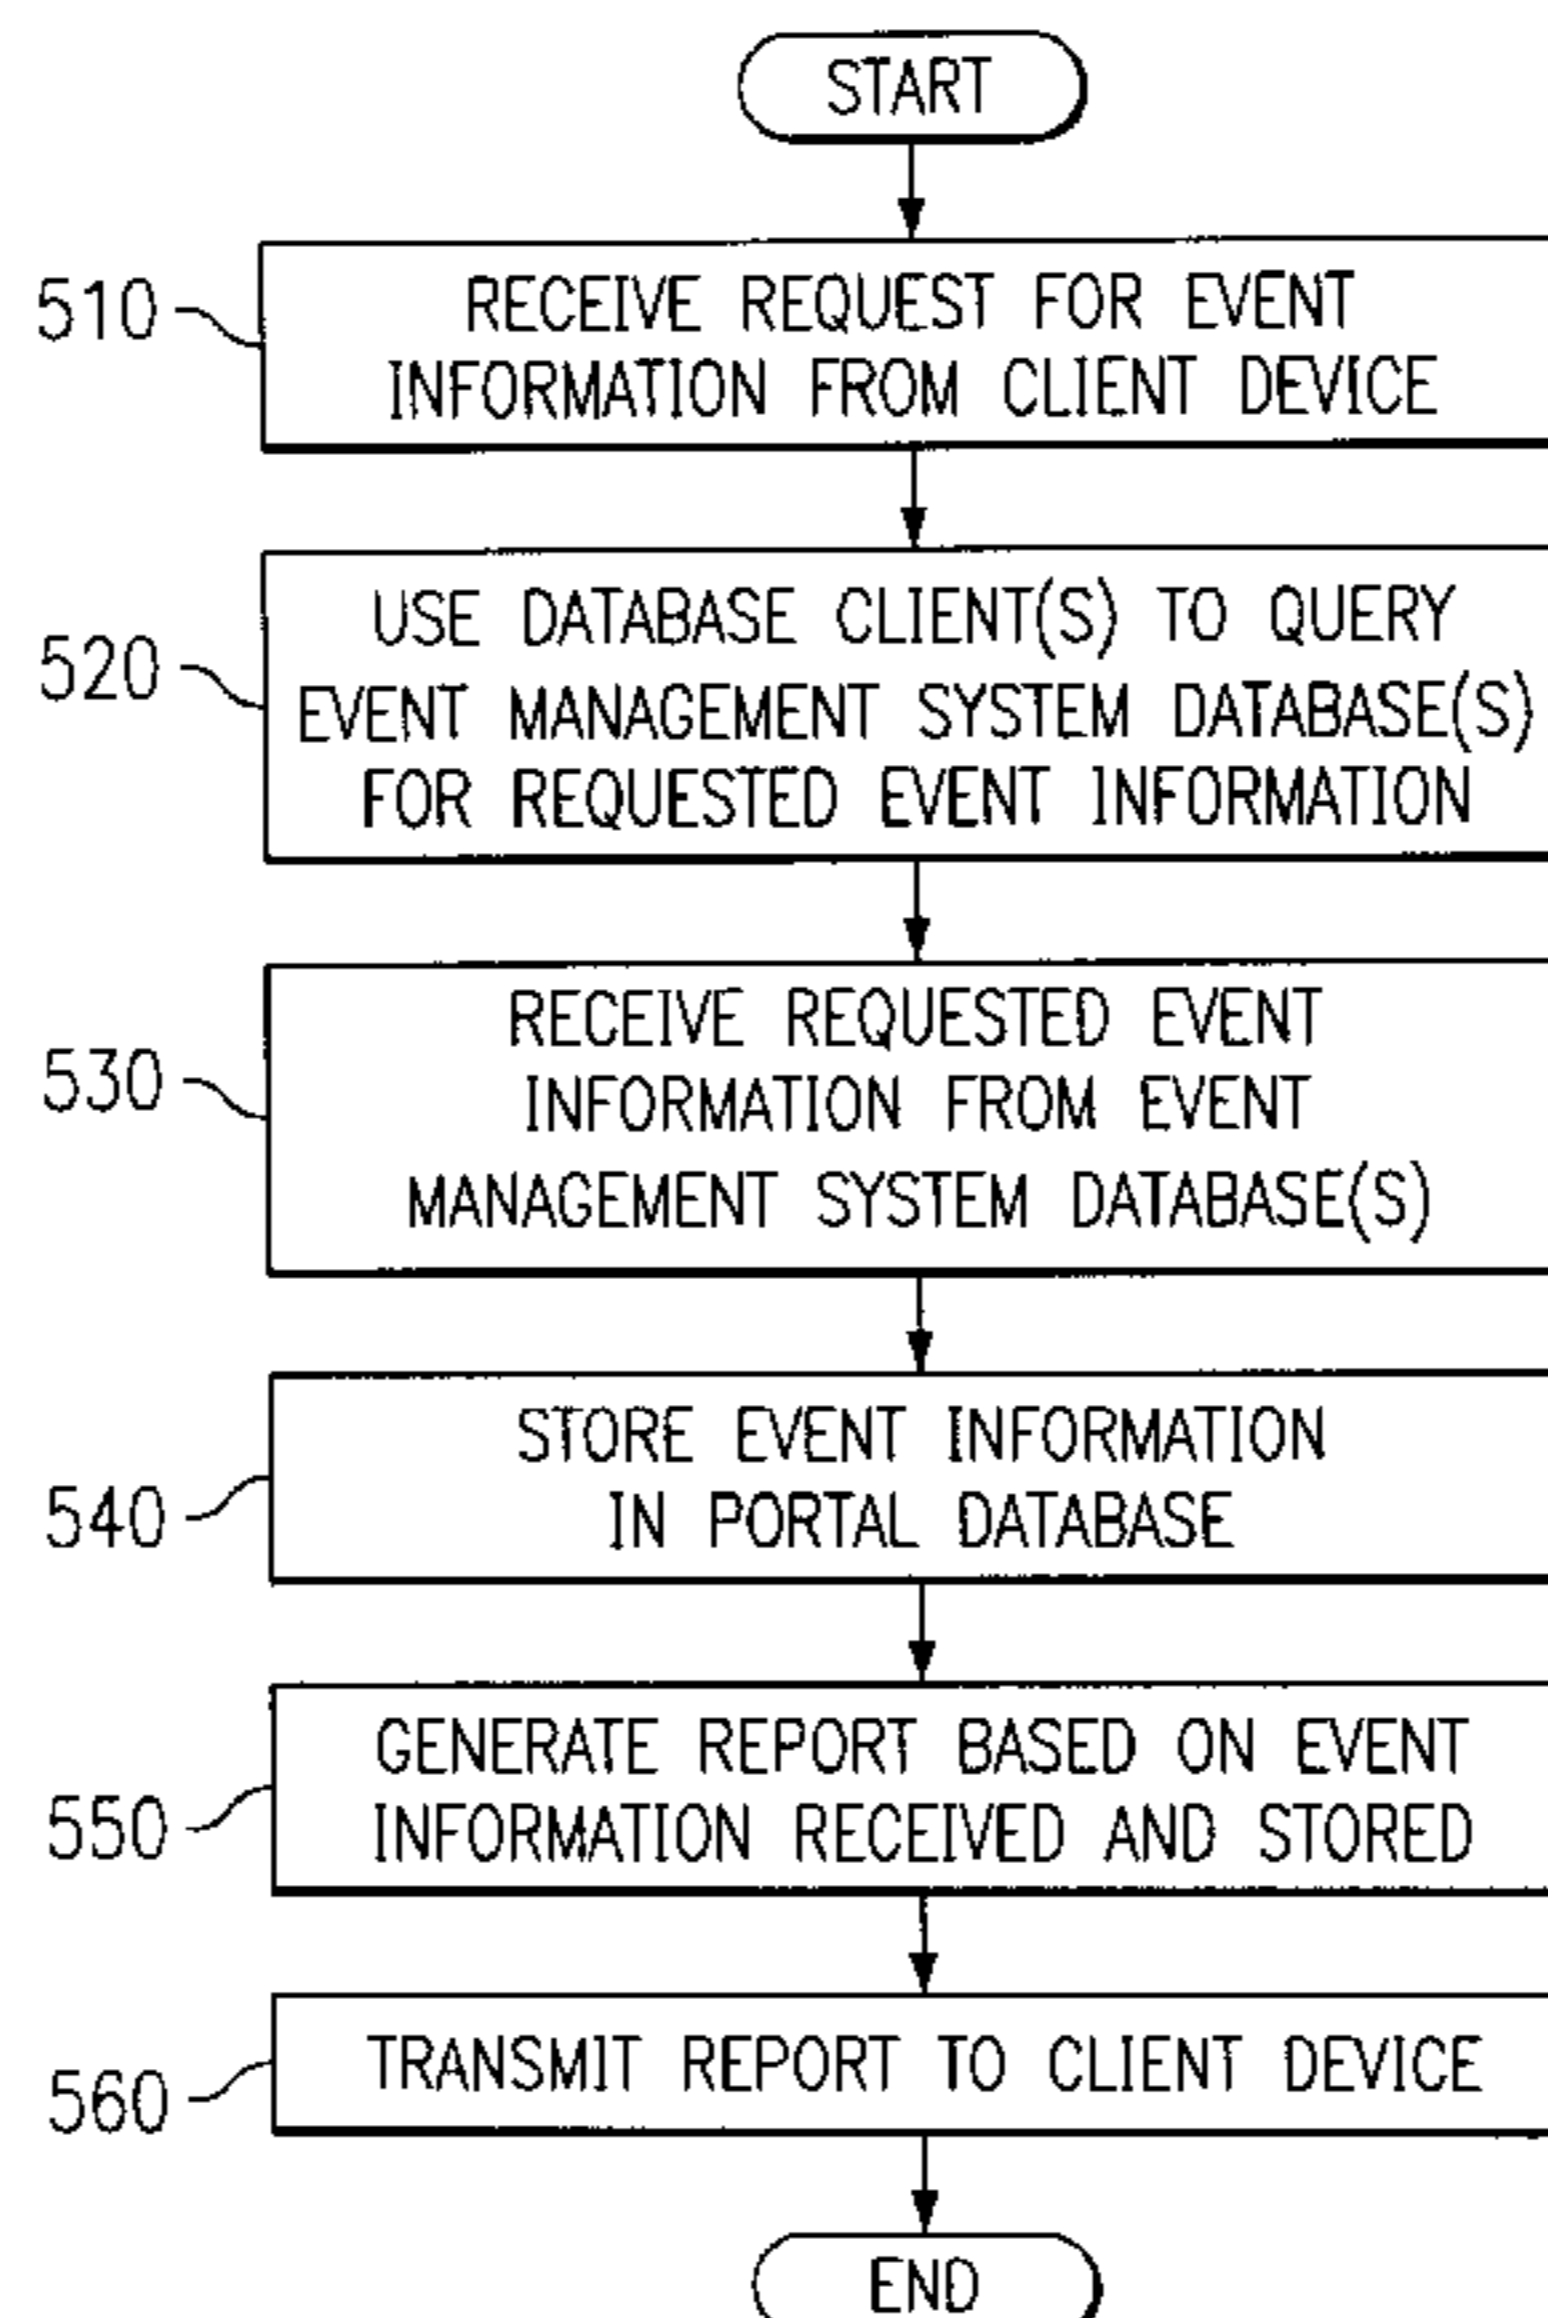 START
510
RECEIVE REQUEST FOR EVENT
INFORMATION FROM CLIENT DEVICE
520
USE DATABASE CLIENT(S) TO QUERY
EVENT MANAGEMENT SYSTEM DATABASE(S)
FOR REQUESTED EVENT INFORMATION
530
RECEIVE REQUESTED EVENT
INFORMATION FROM EVENT
MANAGEMENT SYSTEM DATABASE(S)
540
STORE EVENT INFORMATION
IN PORTAL DATABASE
550
GENERATE REPORT BASED ON EVENT
INFORMATION RECEIVED AND STORED
560
TRANSMIT REPORT TO CLIENT DEVICE
END